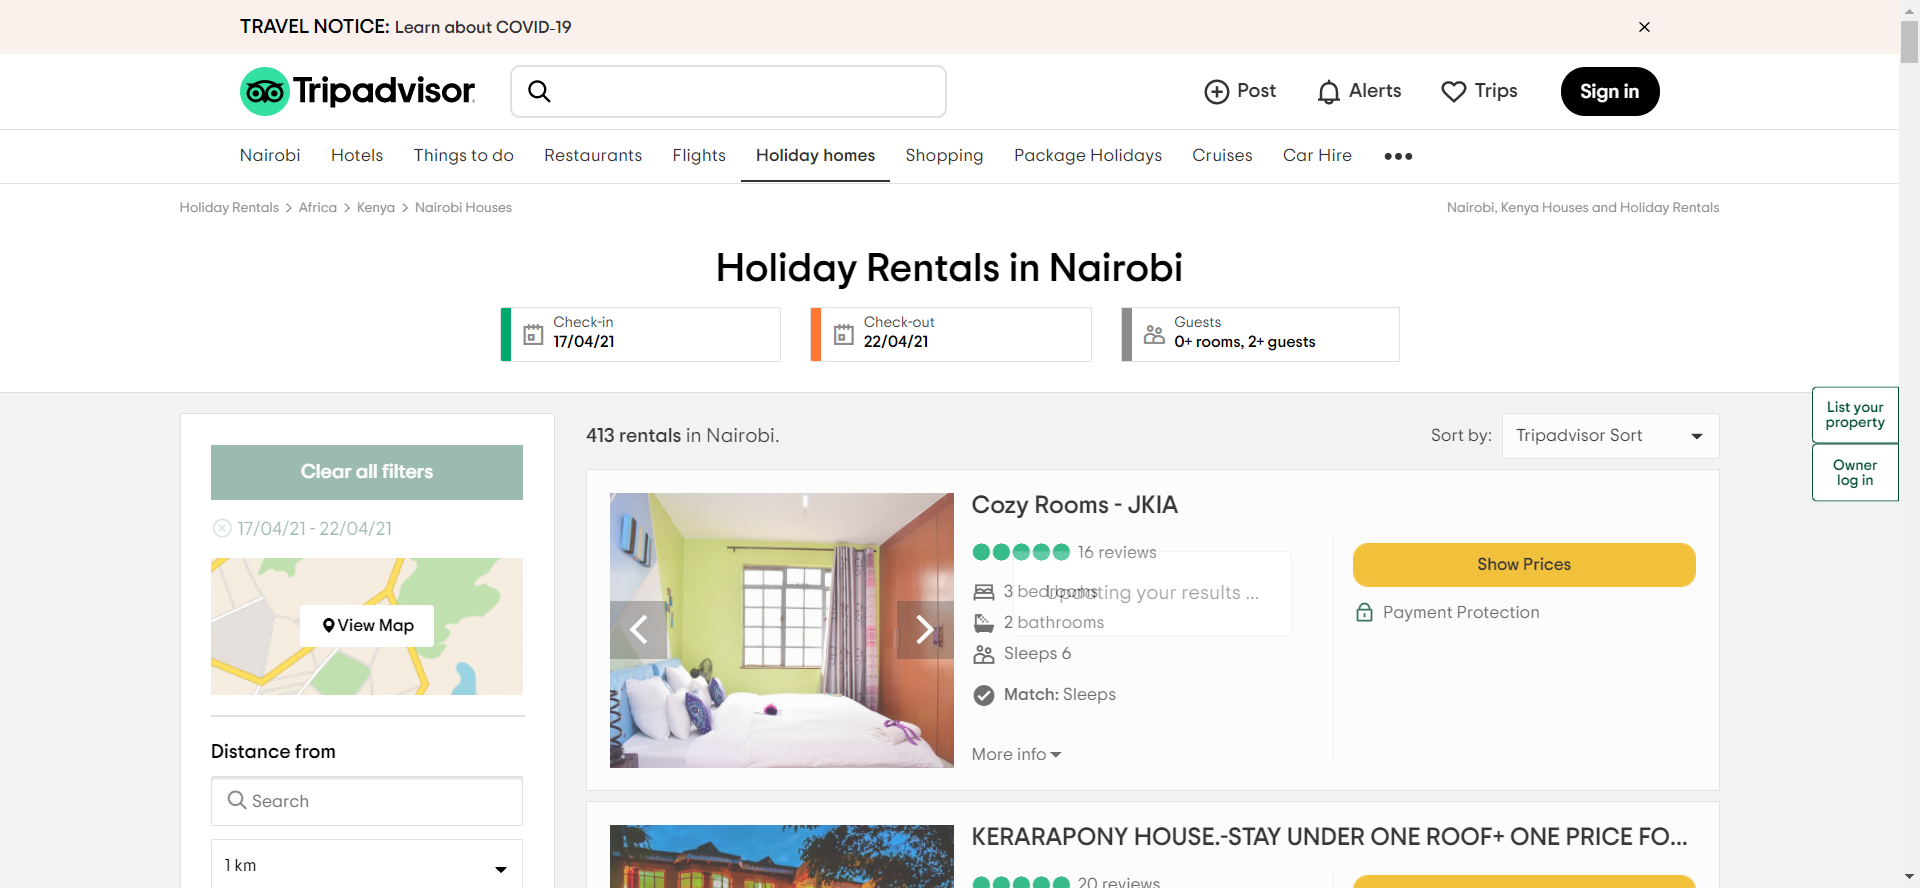 TRAVEL NOTICE: Learn about COVID-19
Tripadvisor
Post
Alerts
Trips
Sign in
Nairobi
Hotels
Things to do
Restaurants
Flights
Holiday homes
Shopping
Package Holidays
Cruises
Car Hire
Holiday Rentals > Africa > Kenya > Nairobi Houses
Nairobi, Kenya Houses and Holiday Rentals
Holiday Rentals in Nairobi
Check-in
17/04/21
Check-out
22/04/21
Guests
0+ rooms, 2+ guests
List your
property
Owner
log in
Clear all filters
17/04/21 - 22/04/21
View Map
Distance from
Search
1 km
413 rentals in Nairobi.
Sort by:
Tripadvisor Sort
Cozy Rooms - JKIA
16 reviews
3 bedrooms
Updating your results ...
2 bathrooms
Sleeps 6
Match: Sleeps
More info
Show Prices
Payment Protection
KERARAPONY HOUSE.-STAY UNDER ONE ROOF+ ONE PRICE FO...
20 reviews